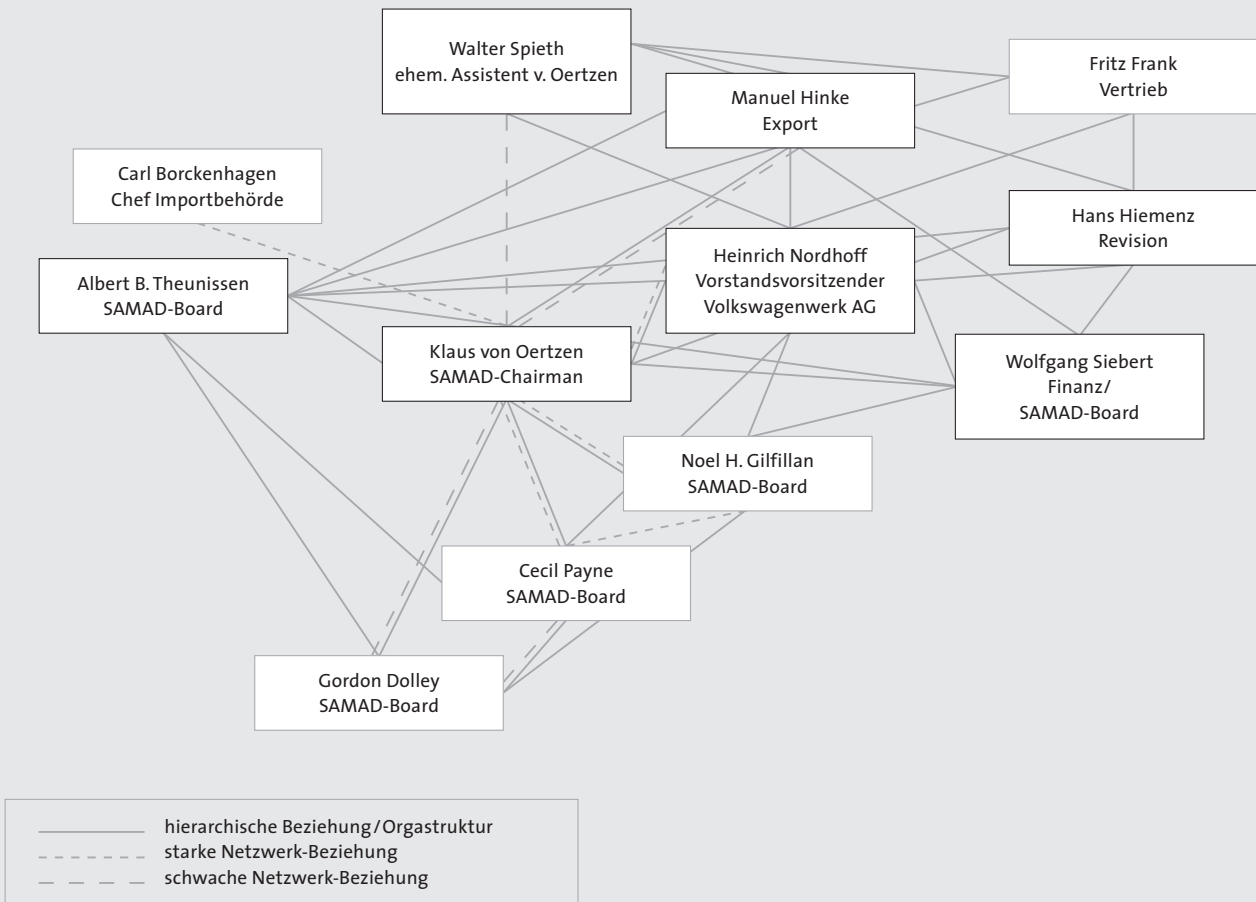 Walter Spieth
ehem. Assistent v. Oertzen
Fritz Frank
Vertrieb
Manuel Hinke
Export
Carl Borckenhagen
Chef Importbehörde
Hans Hiemenz
Revision
Albert B. Theunissen
SAMAD-Board
Heinrich Nordhoff
Vorstandsvorsitzender
Volkswagenwerk AG
Klaus von Oertzen
SAMAD-Chairman
Wolfgang Siebert
Finanz/
SAMAD-Board
Noel H. Gilfillan
SAMAD-Board
Cecil Payne
SAMAD-Board
Gordon Dolley
SAMAD-Board
hierarchische Beziehung/Orgastruktur
starke Netzwerk-Beziehung
schwache Netzwerk-Beziehung